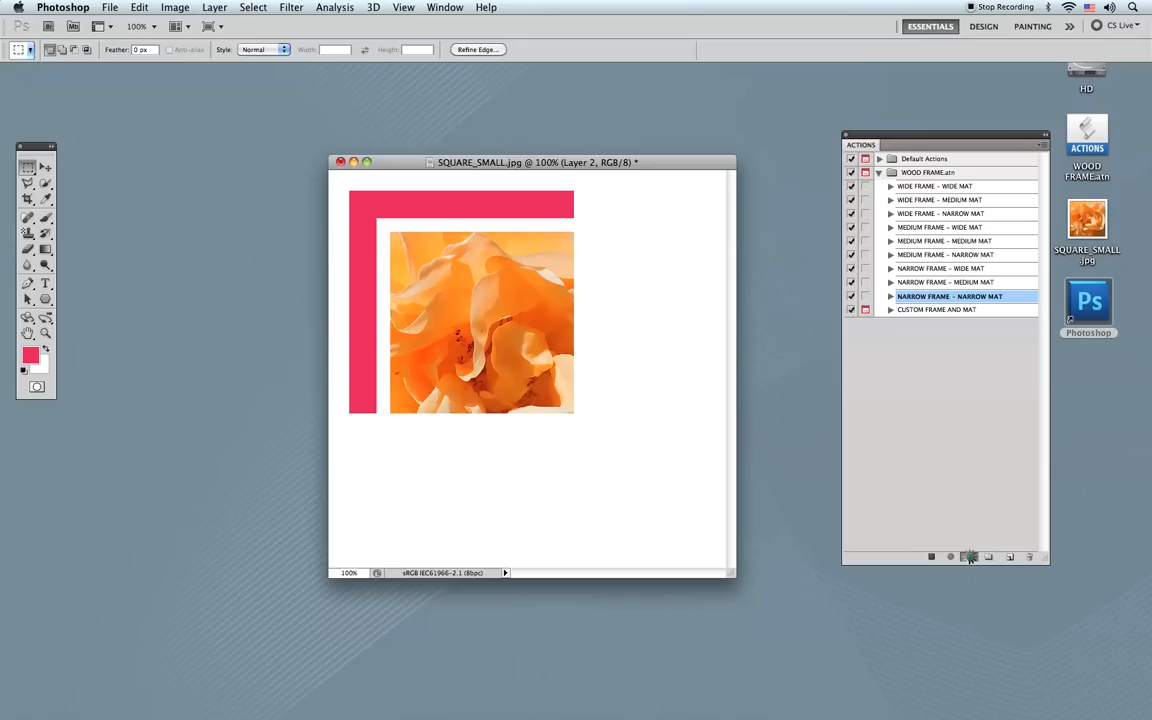 Photoshop File Edit Image Layer Select Filter Analysis 3D View Window Help Stop Recording
Ps Br Mb 100% ESSENTIALS DESIGN PAINTING CS Live
Feather: 0 px Anti-alias Style: Normal Width: Height: Refine Edge...
HD
ACTIONS
WOOD
FRAME.atn
SQUARE_SMALL
.jpg
Ps
Photoshop
SQUARE_SMALL.jpg @ 100% (Layer 2, RGB/8) *
100% sRGB IEC61966-2.1 (8bpc)
ACTIONS
Default Actions
WOOD FRAME.atn
WIDE FRAME - WIDE MAT
WIDE FRAME - MEDIUM MAT
WIDE FRAME - NARROW MAT
MEDIUM FRAME - WIDE MAT
MEDIUM FRAME - MEDIUM MAT
MEDIUM FRAME - NARROW MAT
NARROW FRAME - WIDE MAT
NARROW FRAME - MEDIUM MAT
NARROW FRAME - NARROW MAT
CUSTOM FRAME AND MAT